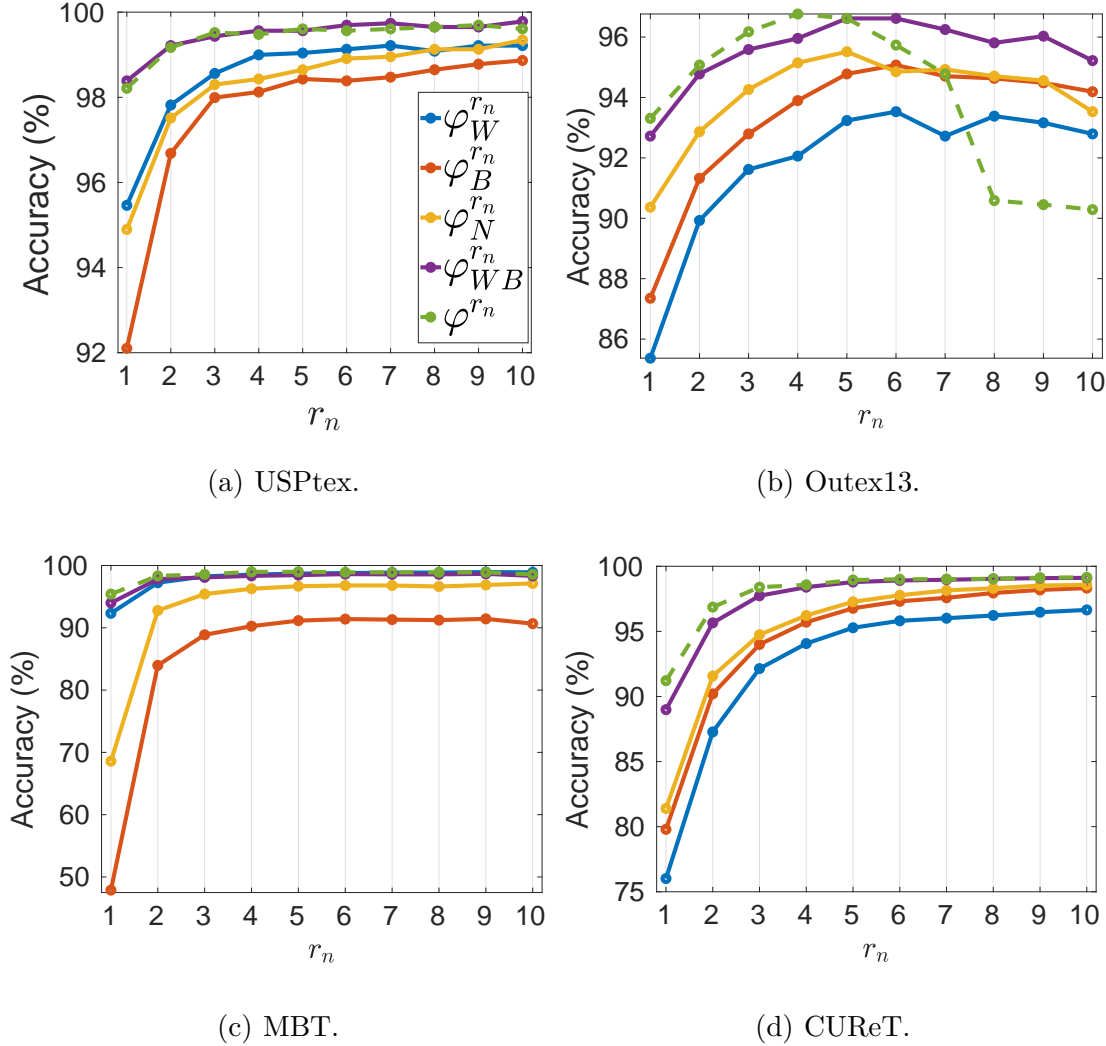 Accuracy (%)
100
98
96
94
92
1 2 3 4 5 6 7 8 9 10
r_n
φ_W^{r_n}
φ_B^{r_n}
φ_N^{r_n}
φ_{WB}^{r_n}
φ^{r_n}
(a) USPtex.
Accuracy (%)
96
94
92
90
88
86
1 2 3 4 5 6 7 8 9 10
r_n
(b) Outex13.
Accuracy (%)
100
90
80
70
60
50
1 2 3 4 5 6 7 8 9 10
r_n
(c) MBT.
Accuracy (%)
100
95
90
85
80
75
1 2 3 4 5 6 7 8 9 10
r_n
(d) CUReT.